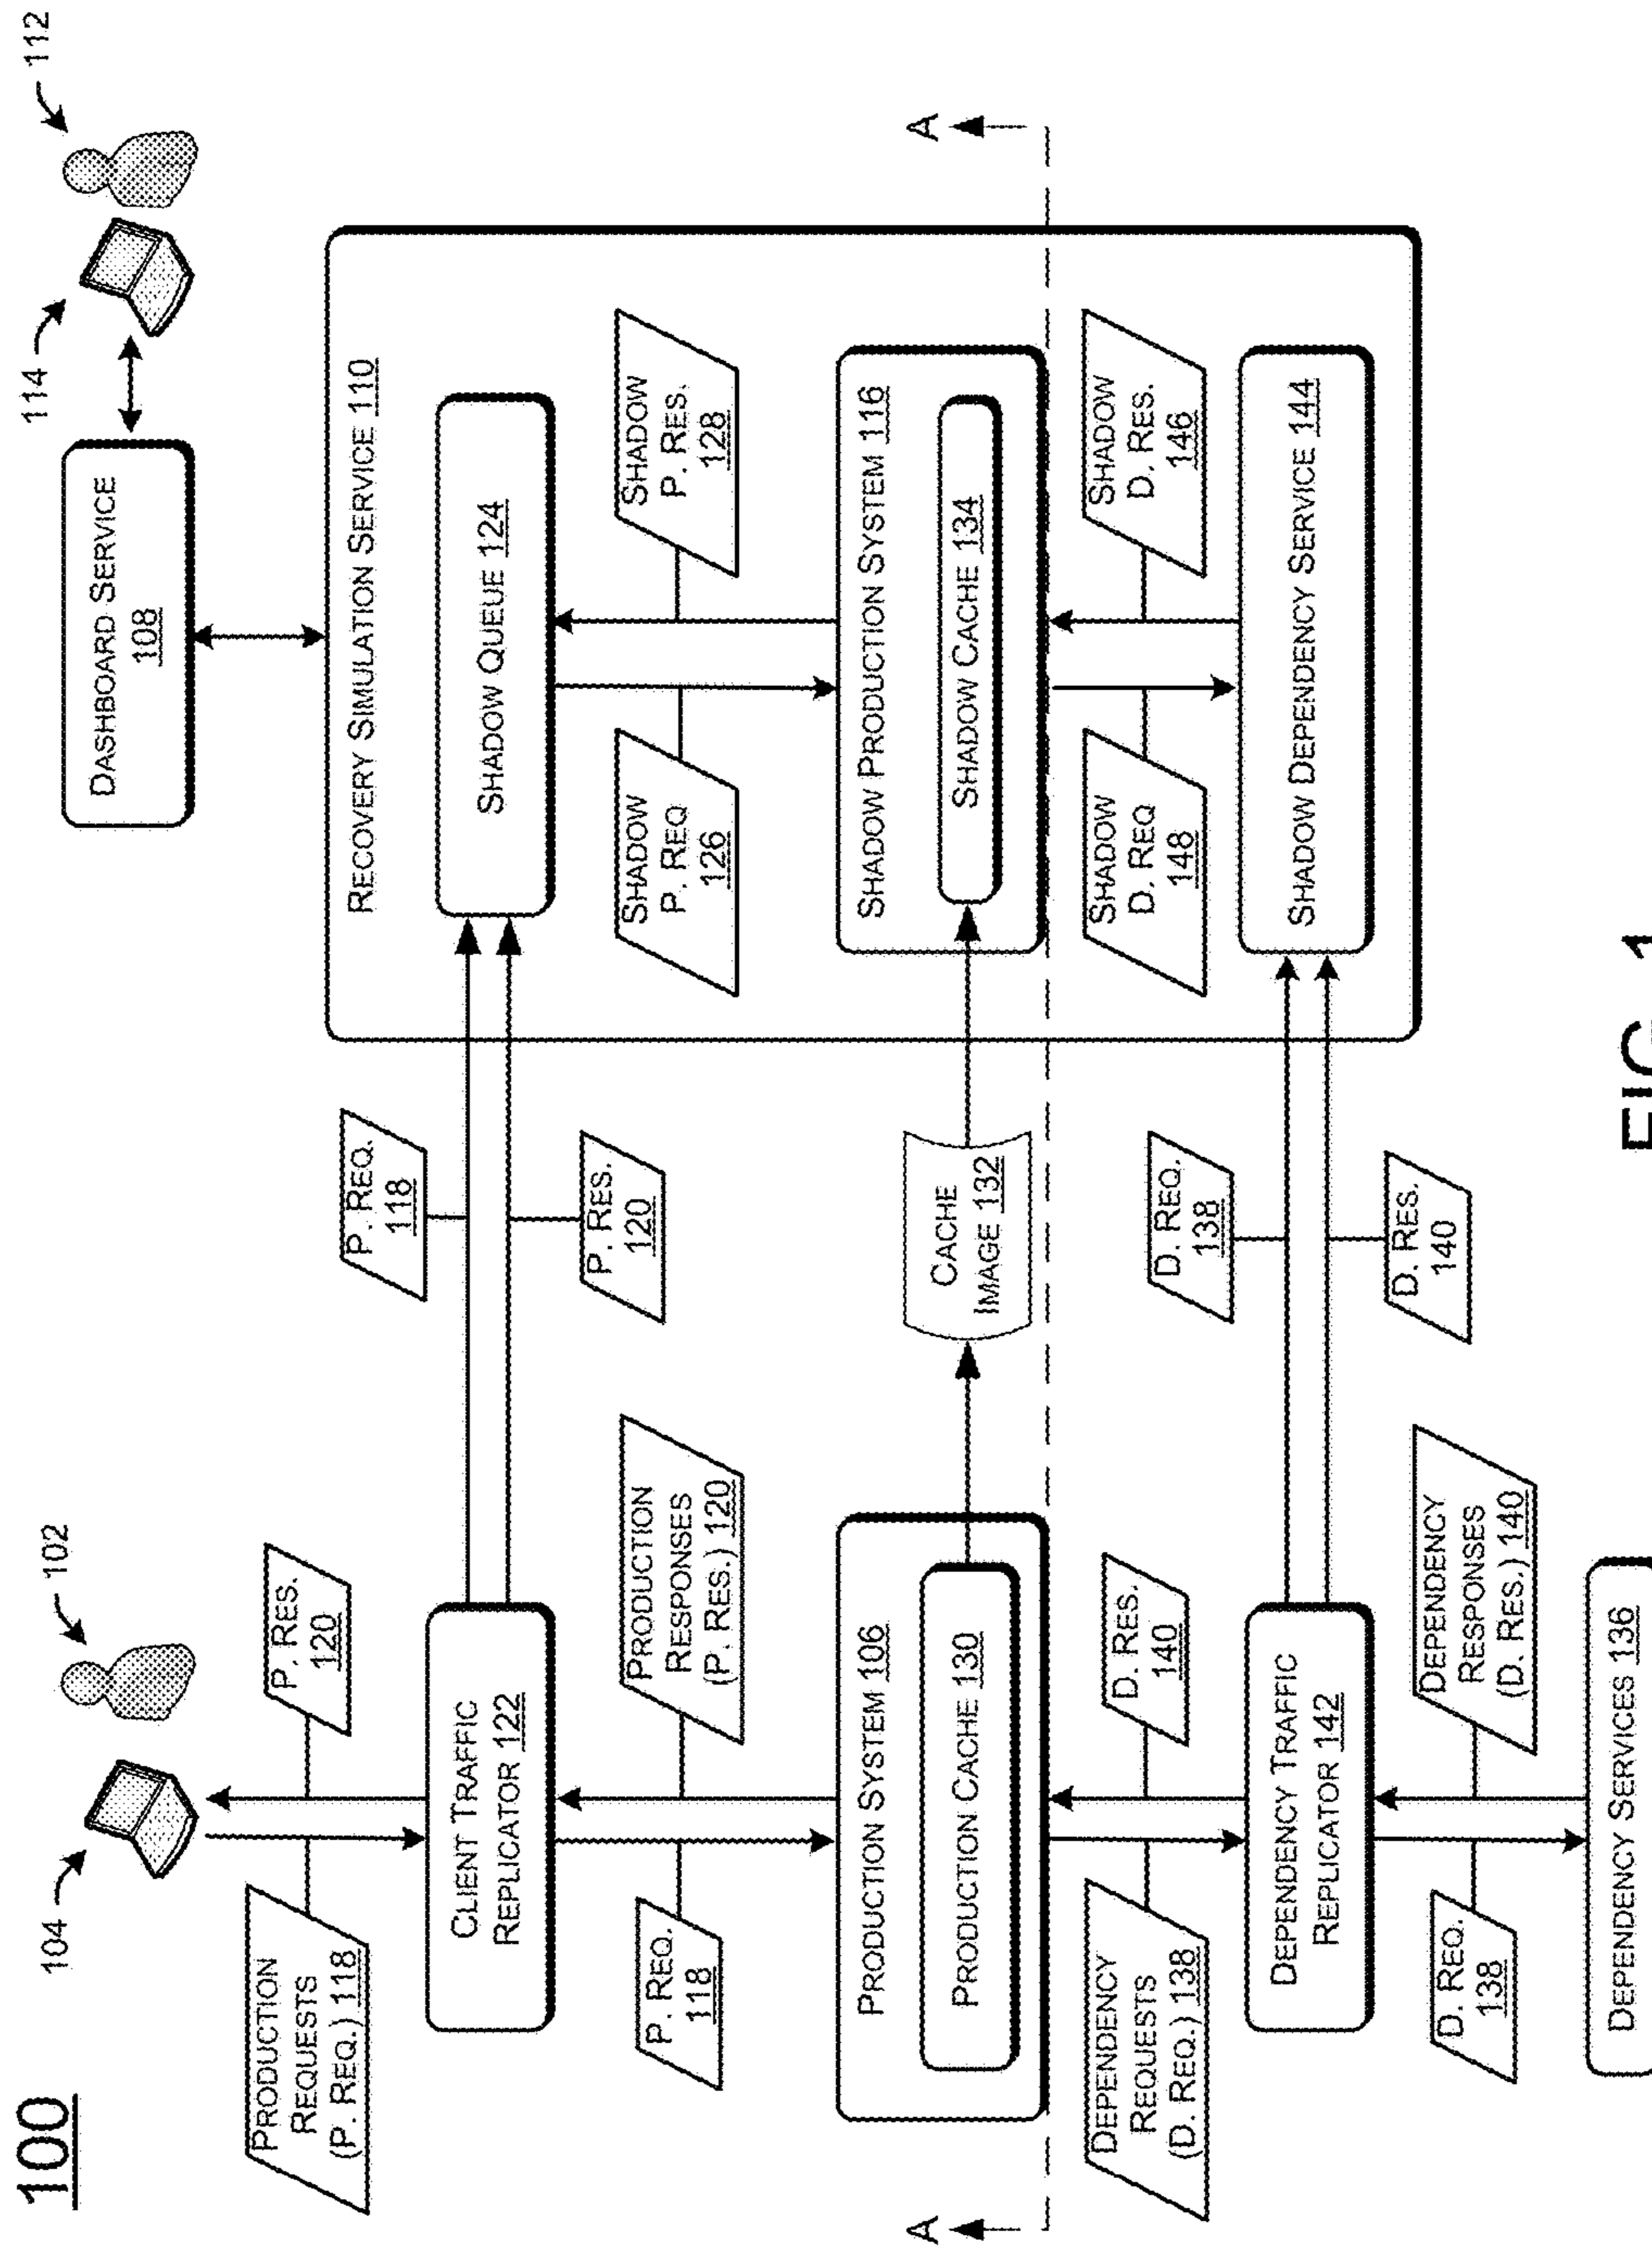 100
104
102
114
112
DASHBOARD SERVICE
108
PRODUCTION
REQUESTS
(P. REQ.) 118
P. RES.
120
CLIENT TRAFFIC
REPLICATOR 122
P. REQ.
118
P. RES.
120
RECOVERY SIMULATION SERVICE 110
SHADOW QUEUE 124
P. REQ.
118
PRODUCTION
RESPONSES
(P. RES.) 120
SHADOW
P. REQ
126
SHADOW
P. RES.
128
PRODUCTION SYSTEM 106
PRODUCTION CACHE 130
CACHE
IMAGE 132
SHADOW PRODUCTION SYSTEM 116
SHADOW CACHE 134
A
A
DEPENDENCY
REQUESTS
(D. REQ.) 138
D. RES.
140
SHADOW
D. REQ
148
SHADOW
D. RES.
146
DEPENDENCY TRAFFIC
REPLICATOR 142
D. REQ.
138
D. RES.
140
SHADOW DEPENDENCY SERVICE 144
D. REQ.
138
DEPENDENCY
RESPONSES
(D. RES.) 140
DEPENDENCY SERVICES 136
FIG. 1